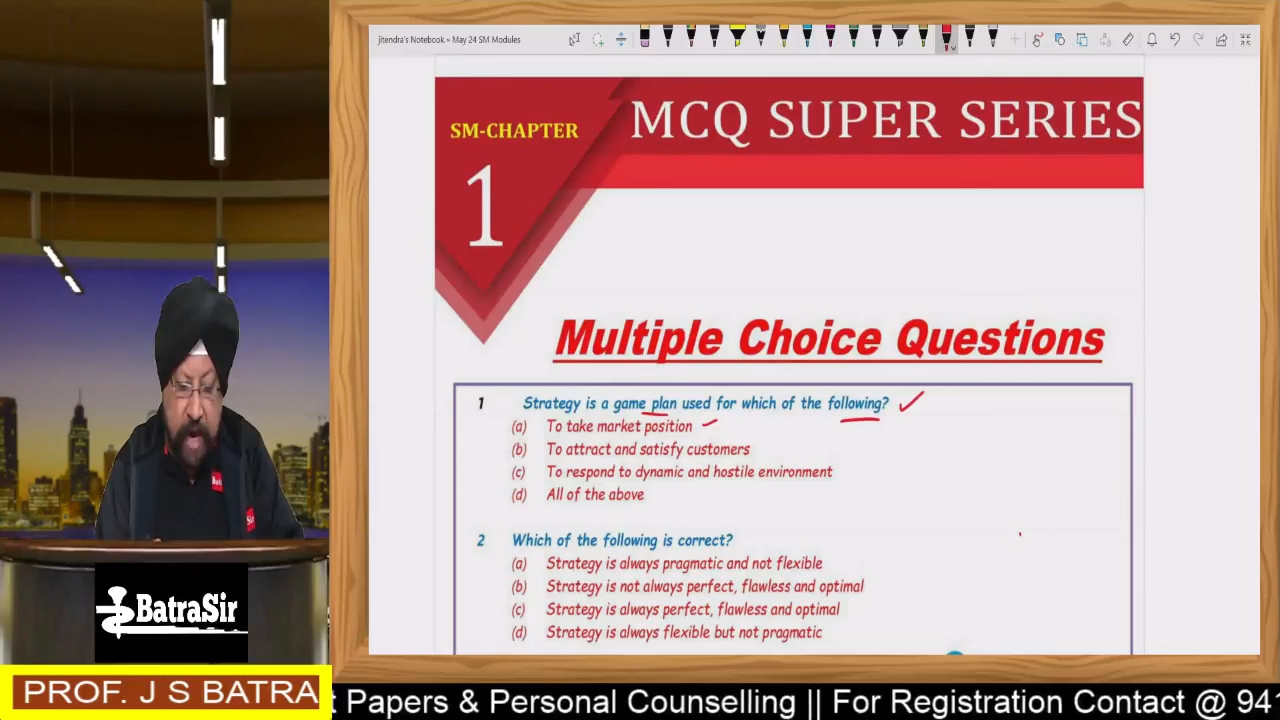 jitendra's Notebook » May 24 SM Modules
SM-CHAPTER
1
MCQ SUPER SERIES
Multiple Choice Questions
1 Strategy is a game plan used for which of the following?
(a) To take market position
(b) To attract and satisfy customers
(c) To respond to dynamic and hostile environment
(d) All of the above
2 Which of the following is correct?
(a) Strategy is always pragmatic and not flexible
(b) Strategy is not always perfect, flawless and optimal
(c) Strategy is always perfect, flawless and optimal
(d) Strategy is always flexible but not pragmatic
BatraSir
PROF. J S BATRA
t Papers & Personal Counselling || For Registration Contact @ 94